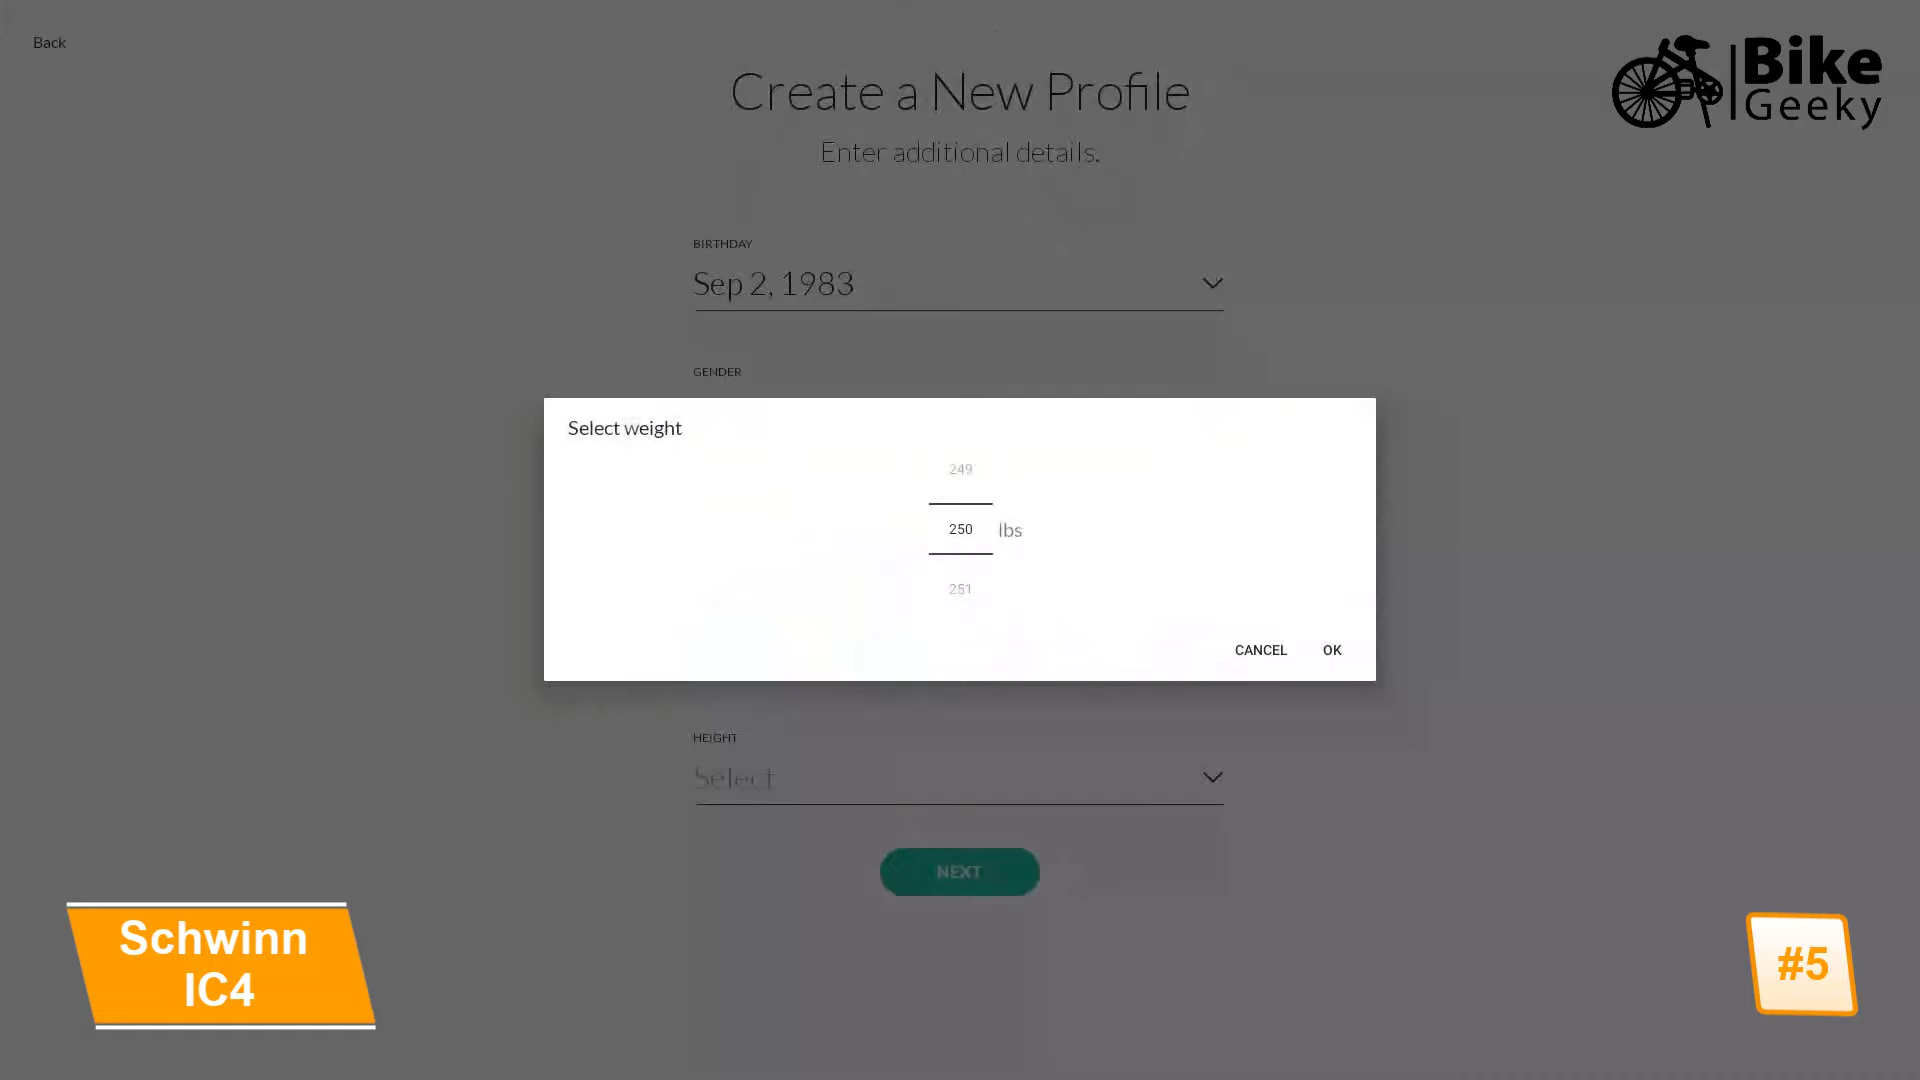 Back
Bike
Geeky
Create a New Profile
Enter additional details.
BIRTHDAY
Sep 2, 1983
GENDER
Select weight
249
250 lbs
251
CANCEL OK
HEIGHT
Select
NEXT
Schwinn
IC4
#5